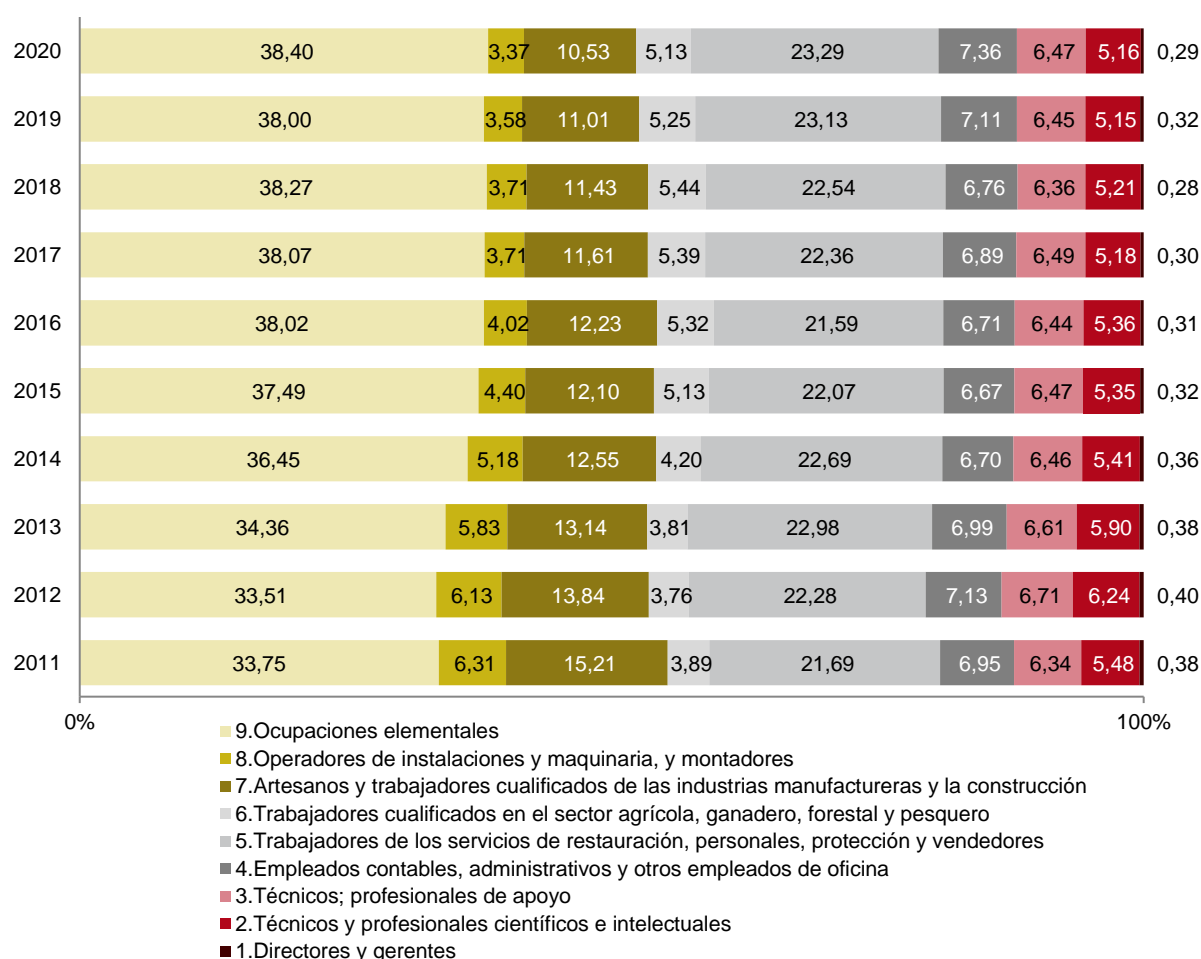 2020 38,40 3,37 10,53 5,13 23,29 7,36 6,47 5,16 0,29
2019 38,00 3,58 11,01 5,25 23,13 7,11 6,45 5,15 0,32
2018 38,27 3,71 11,43 5,44 22,54 6,76 6,36 5,21 0,28
2017 38,07 3,71 11,61 5,39 22,36 6,89 6,49 5,18 0,30
2016 38,02 4,02 12,23 5,32 21,59 6,71 6,44 5,36 0,31
2015 37,49 4,40 12,10 5,13 22,07 6,67 6,47 5,35 0,32
2014 36,45 5,18 12,55 4,20 22,69 6,70 6,46 5,41 0,36
2013 34,36 5,83 13,14 3,81 22,98 6,99 6,61 5,90 0,38
2012 33,51 6,13 13,84 3,76 22,28 7,13 6,71 6,24 0,40
2011 33,75 6,31 15,21 3,89 21,69 6,95 6,34 5,48 0,38
0% 100%
9.Ocupaciones elementales
8.Operadores de instalaciones y maquinaria, y montadores
7.Artesanos y trabajadores cualificados de las industrias manufactureras y la construcción
6.Trabajadores cualificados en el sector agrícola, ganadero, forestal y pesquero
5.Trabajadores de los servicios de restauración, personales, protección y vendedores
4.Empleados contables, administrativos y otros empleados de oficina
3.Técnicos; profesionales de apoyo
2.Técnicos y profesionales científicos e intelectuales
1.Directores y gerentes